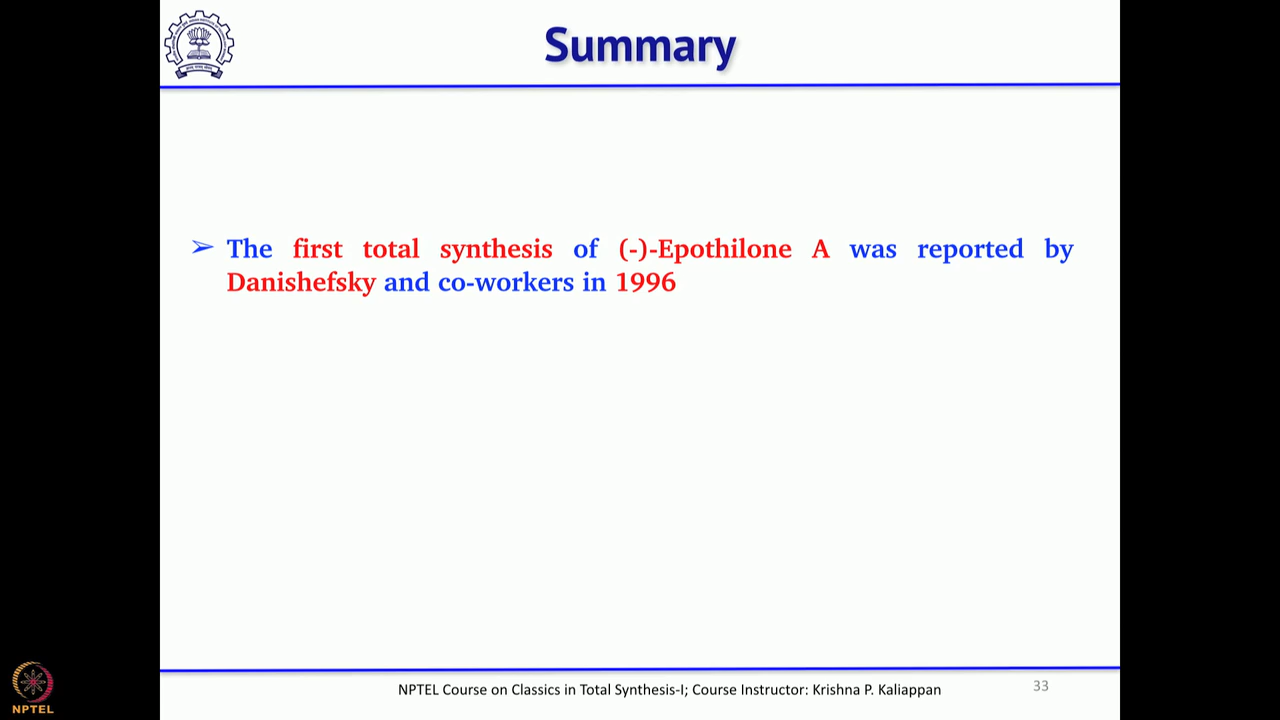 Summary
➢ The first total synthesis of (-)-Epothilone A was reported by
Danishefsky and co-workers in 1996
NPTEL Course on Classics in Total Synthesis-I; Course Instructor: Krishna P. Kaliappan
33
NPTEL